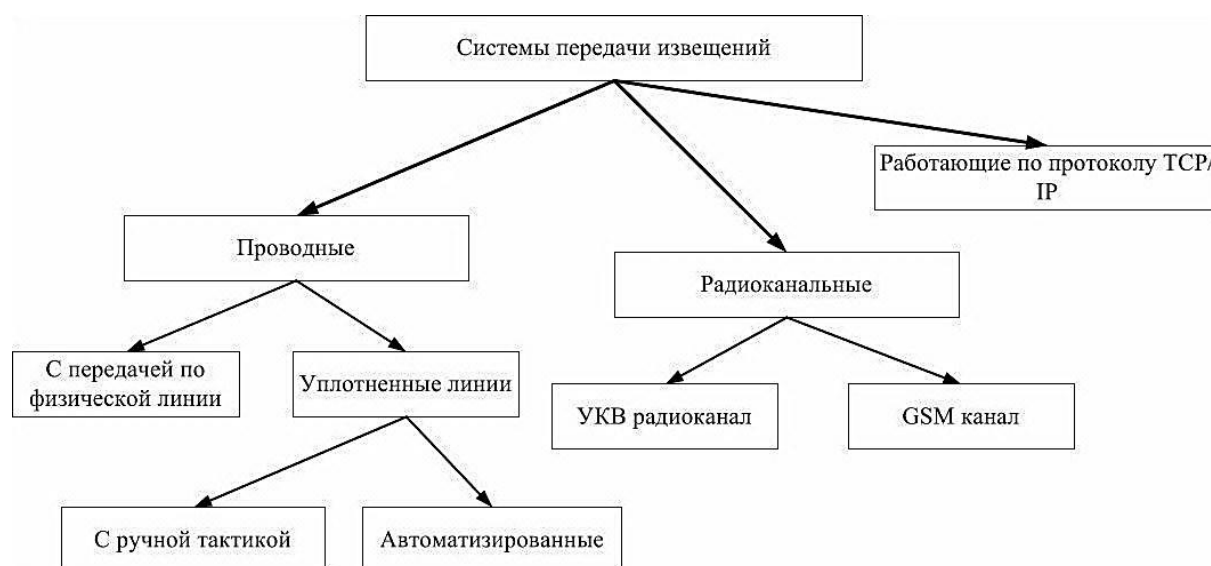 Системы передачи извещений
Работающие по протоколу TCP/
IP
Проводные
Радиоканальные
С передачей по
физической линии
Уплотненные линии
УКВ радиоканал
GSM канал
С ручной тактикой
Автоматизированные